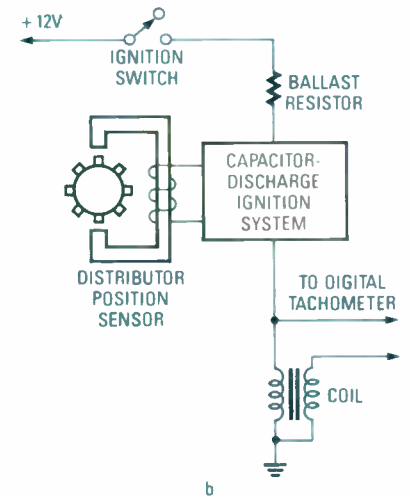 + 12V
IGNITION
SWITCH
BALLAST
RESISTOR
CAPACITOR-
DISCHARGE
IGNITION
SYSTEM
DISTRIBUTOR
POSITION
SENSOR
TO DIGITAL
TACHOMETER
COIL
b